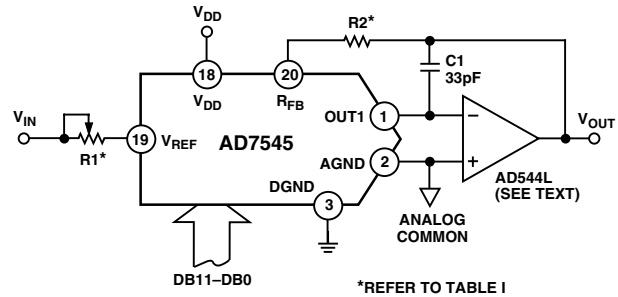 VDD
R2*
C1
33pF
18
VDD
20
RFB
OUT1
1
VIN
R1*
19
VREF
AD7545
AGND
2
−
+
VOUT
AD544L
(SEE TEXT)
DGND
3
ANALOG
COMMON
DB11–DB0
*REFER TO TABLE I